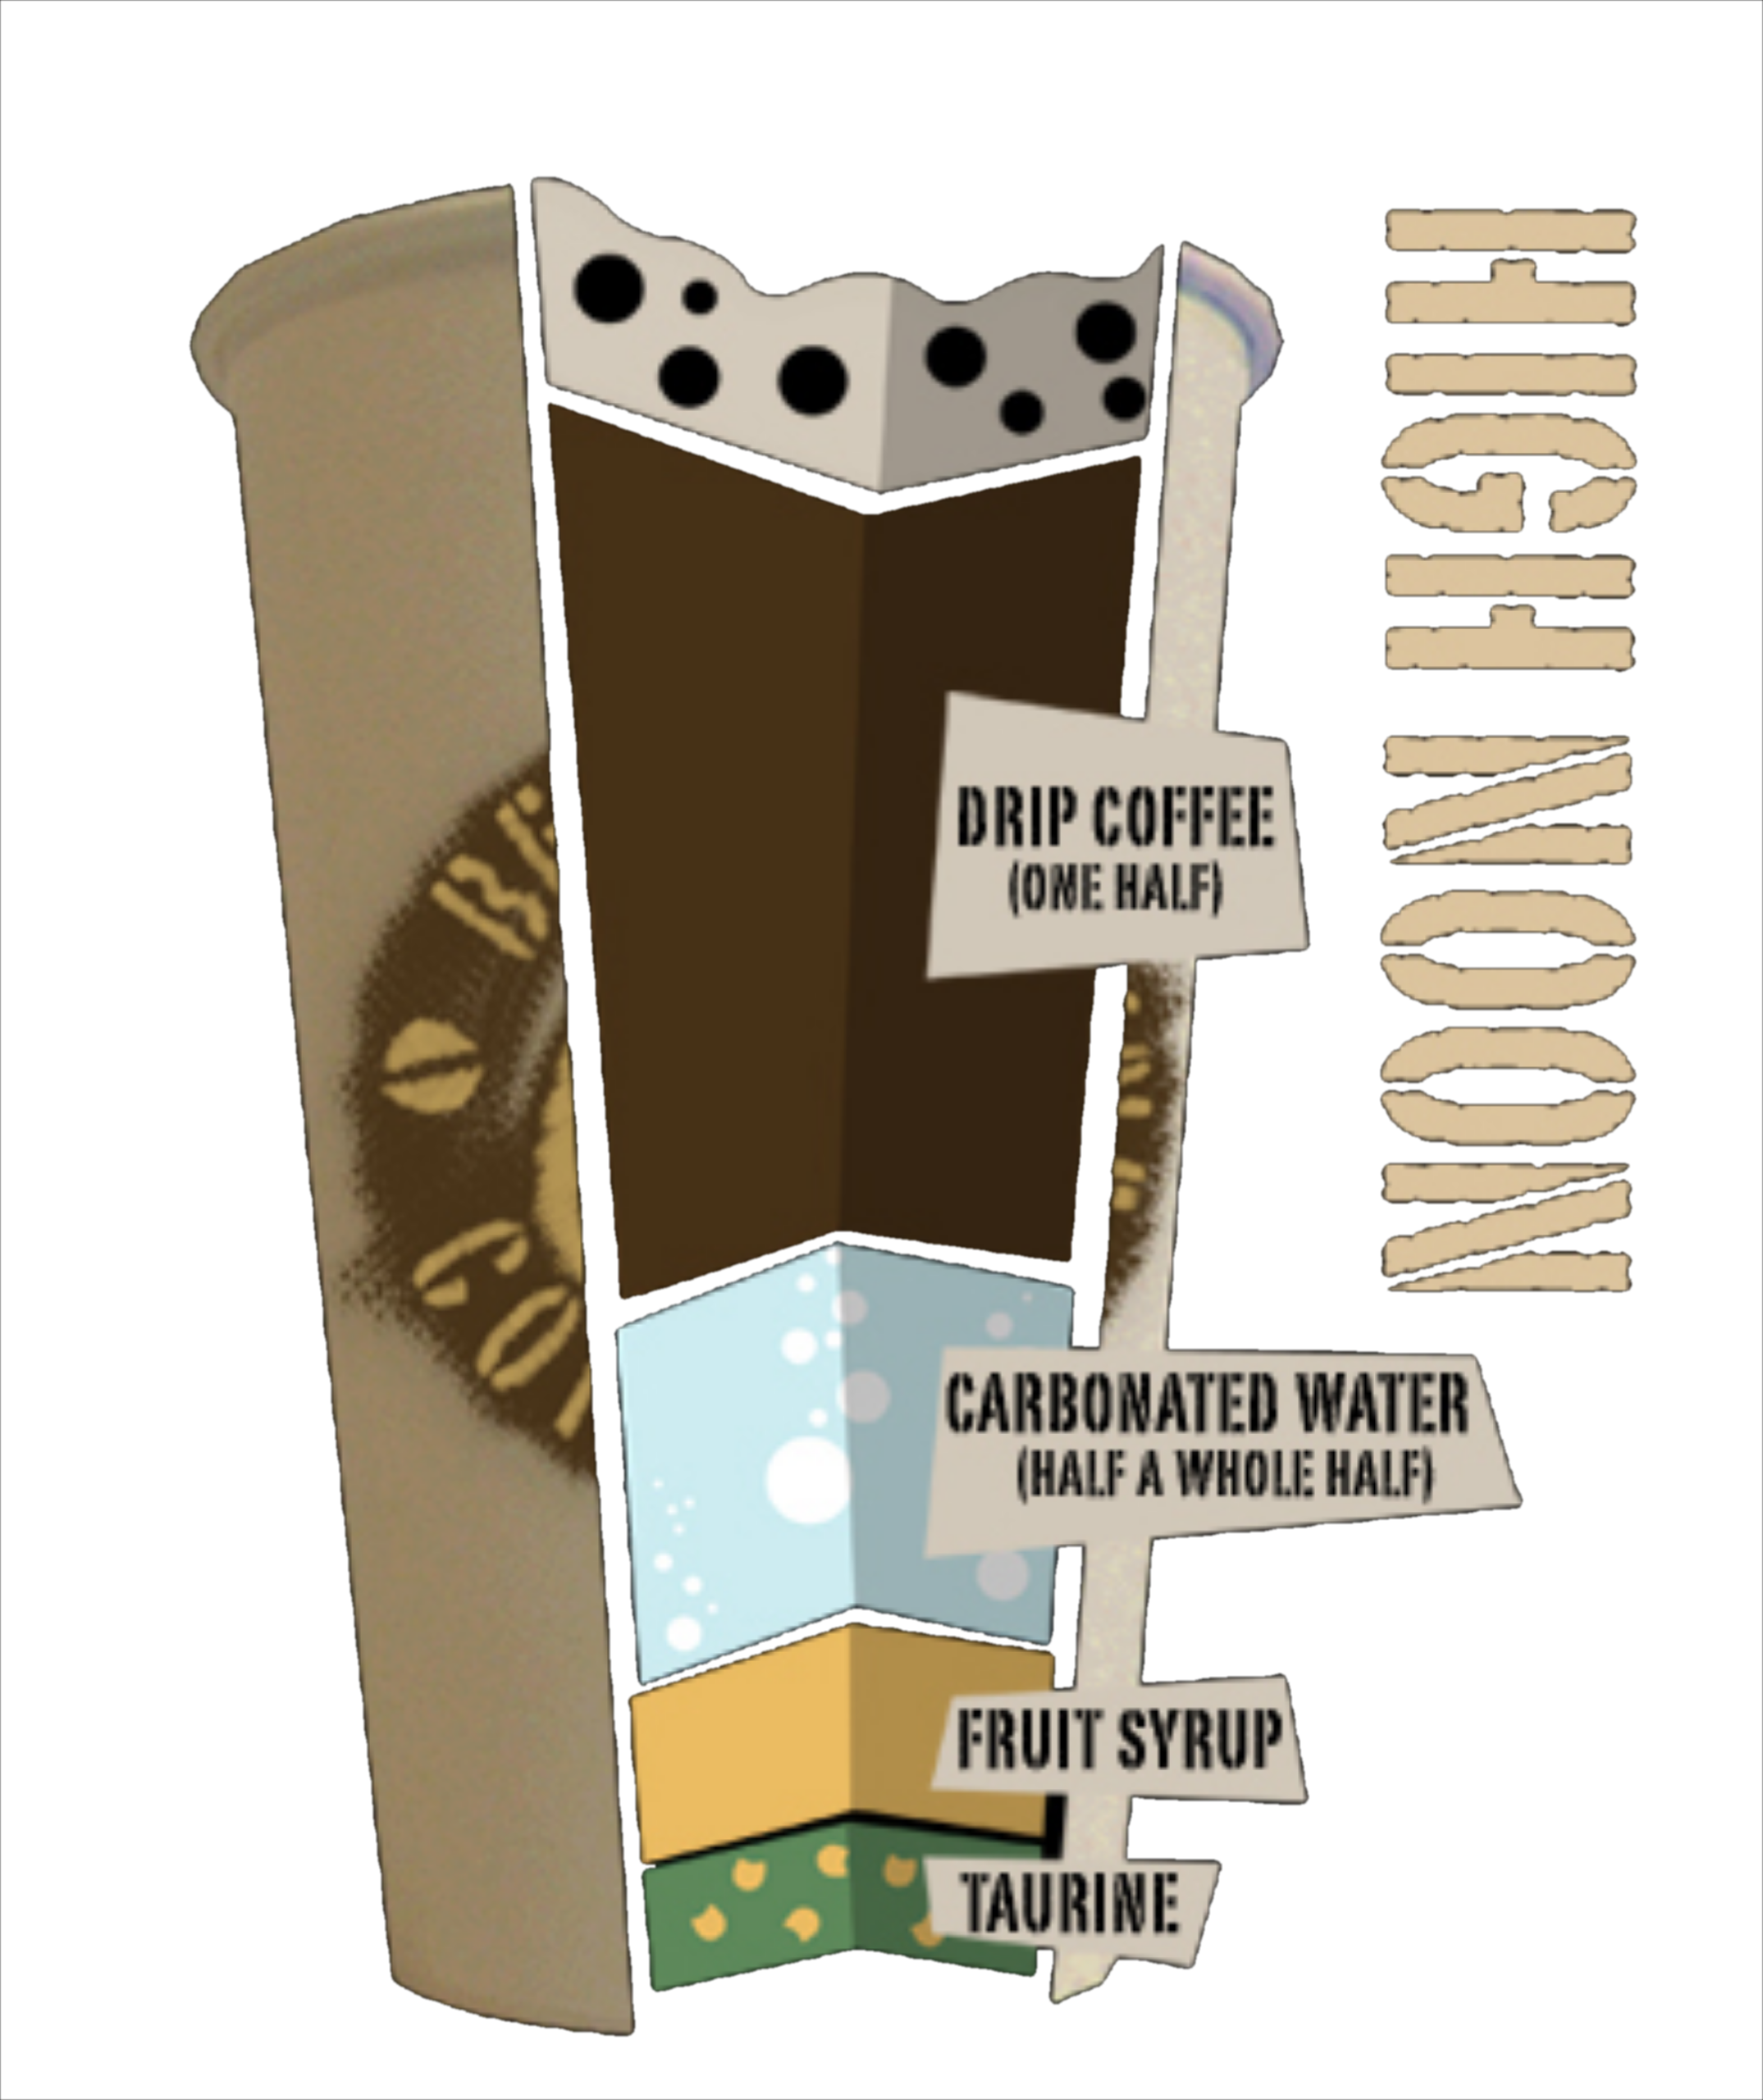 HIGH NOON
DRIP COFFEE
(ONE HALF)
CARBONATED WATER
(HALF A WHOLE HALF)
FRUIT SYRUP
TAURINE